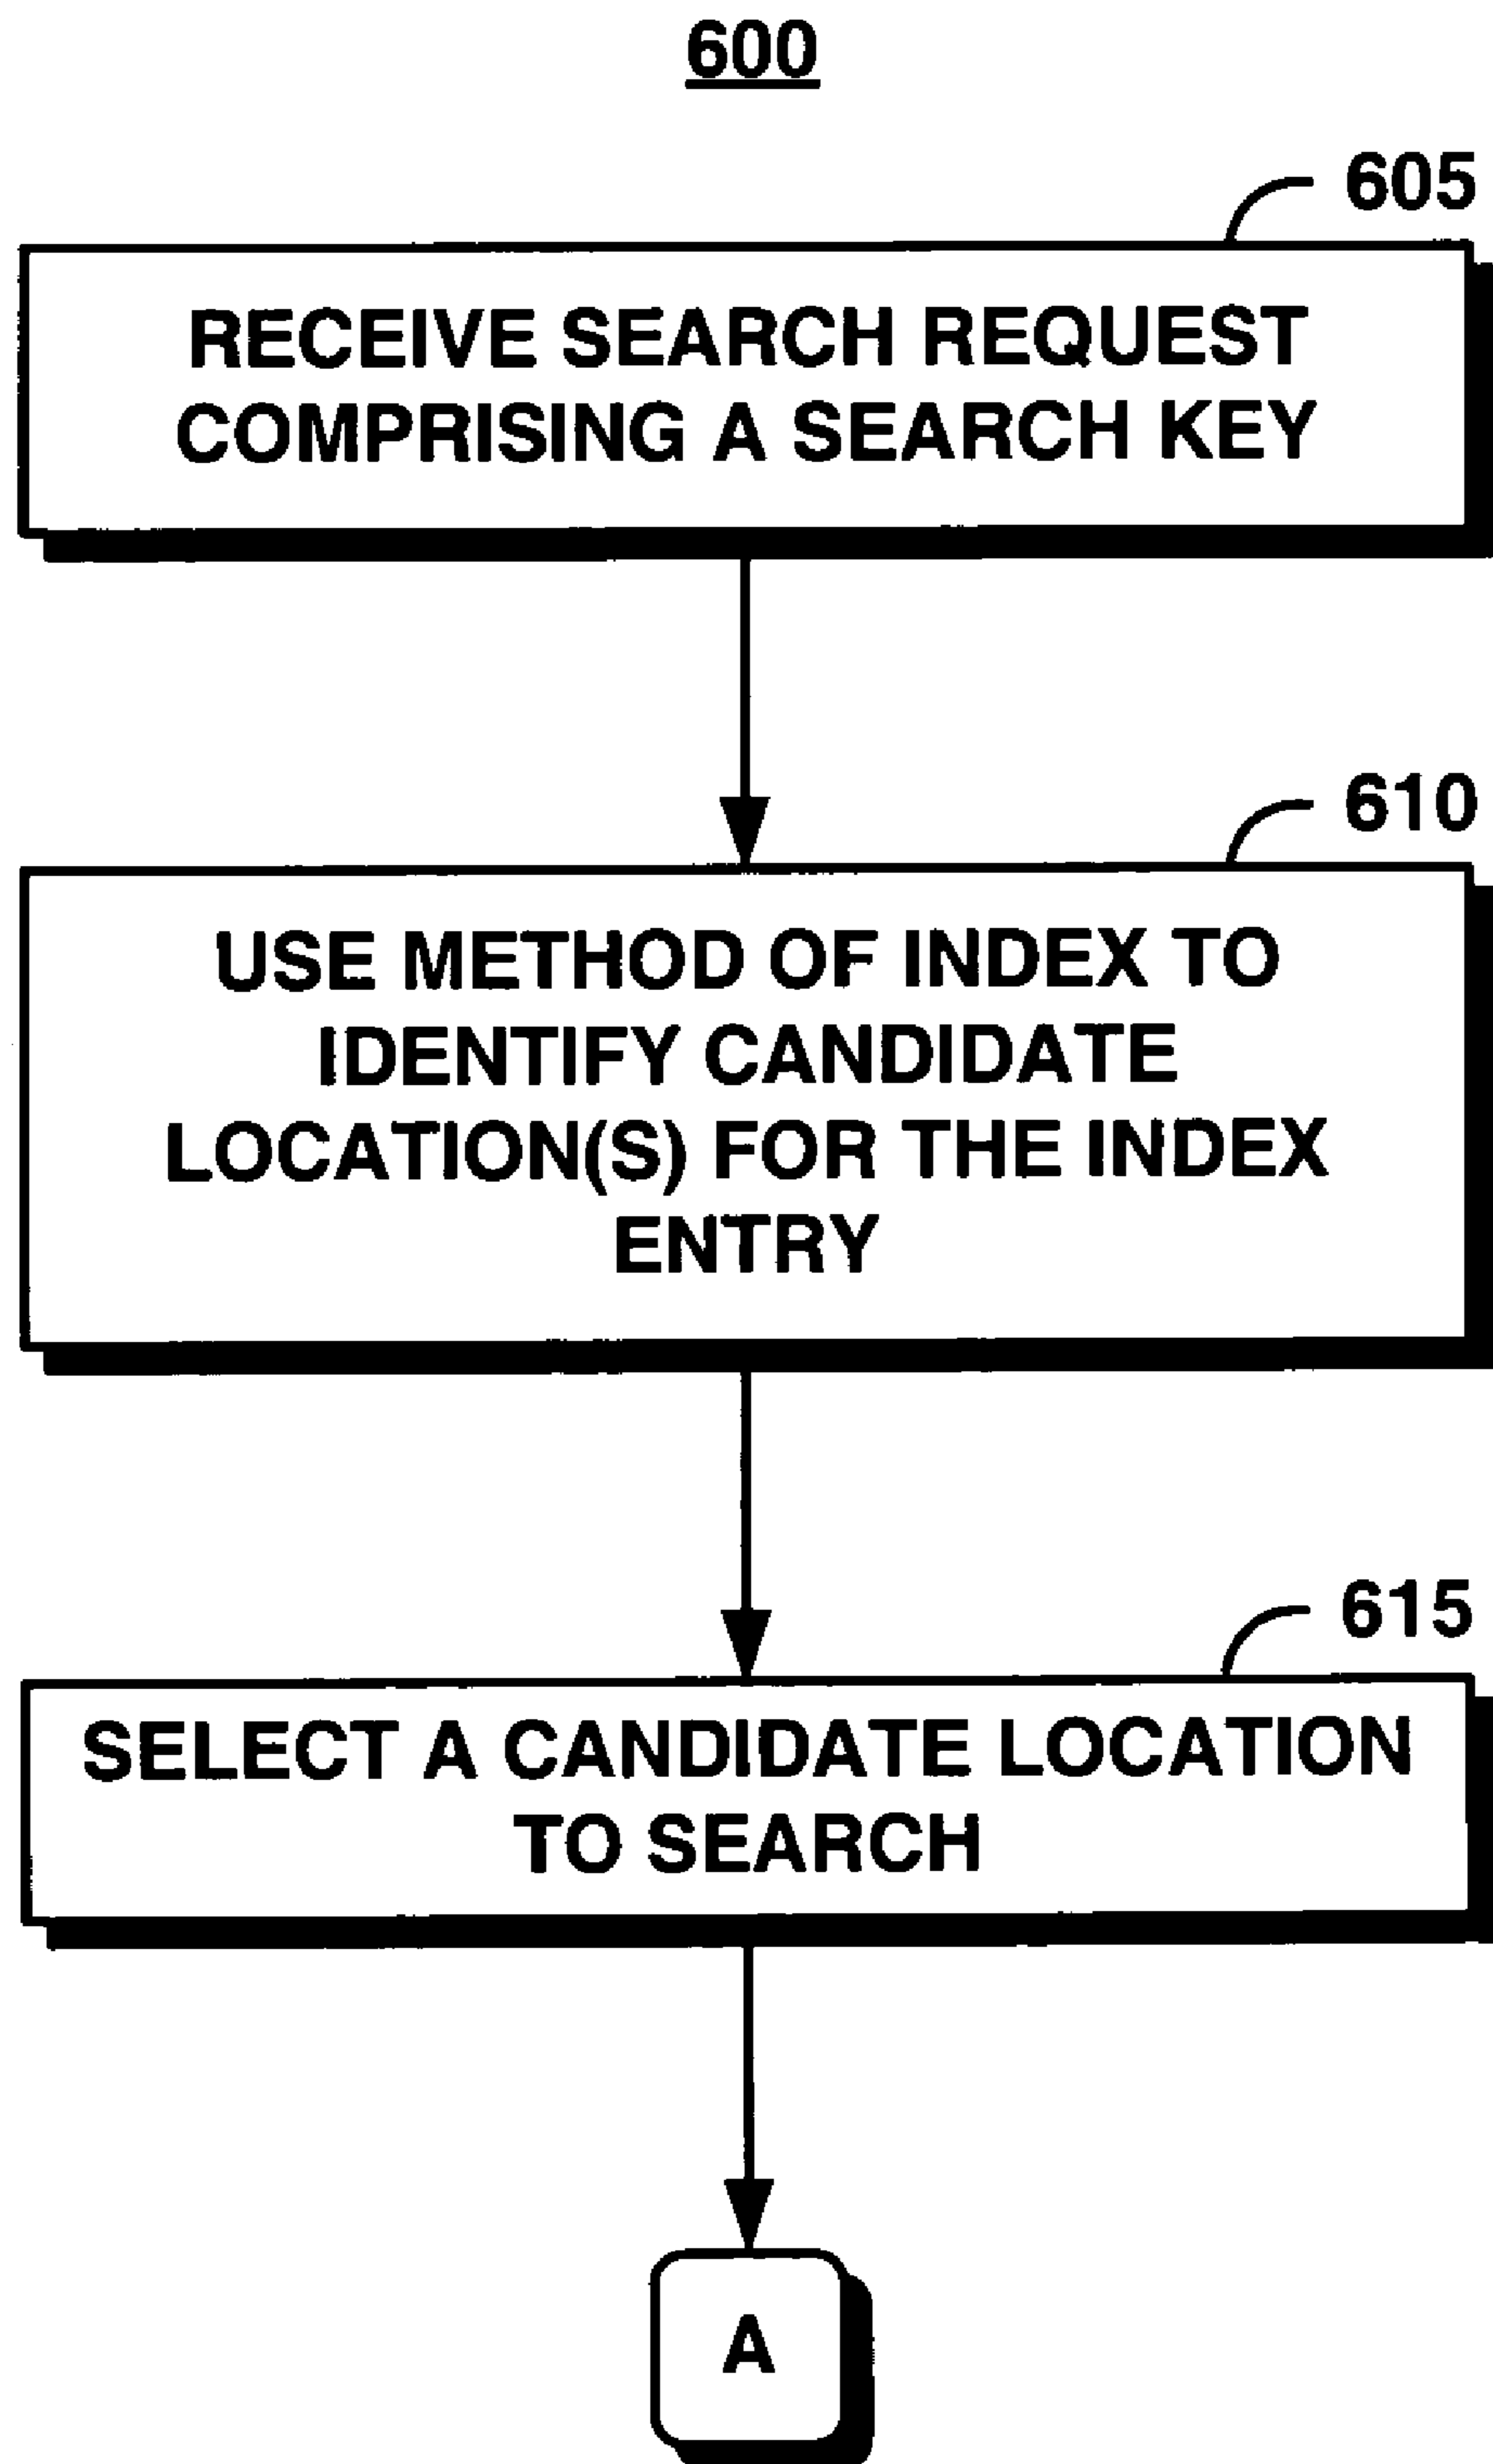 600
605
RECEIVE SEARCH REQUEST
COMPRISING A SEARCH KEY
610
USE METHOD OF INDEX TO
IDENTIFY CANDIDATE
LOCATION(S) FOR THE INDEX
ENTRY
615
SELECT A CANDIDATE LOCATION
TO SEARCH
A